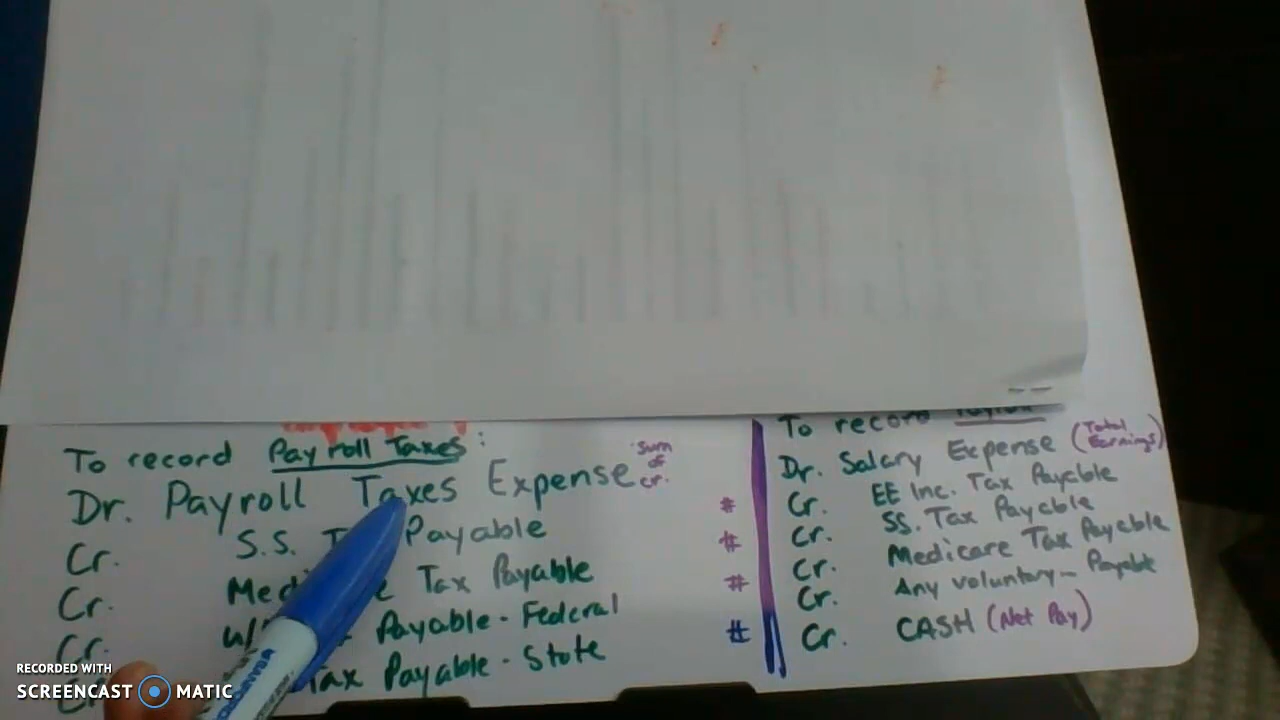 To record Payroll Taxes:
Dr. Payroll Taxes Expense sum of cr.
Cr. S.S. Payable #
Cr. Tax Payable #
Cr. Payable - Federal #
Tax Payable - State #
To record Payroll
Dr. Salary Expense (Total Earnings)
Cr. EE Inc. Tax Payable
Cr. SS. Tax Payable
Cr. Medicare Tax Payable
Cr. Any voluntary - Payable
Cr. CASH (Net Pay)
RECORDED WITH
SCREENCAST MATIC